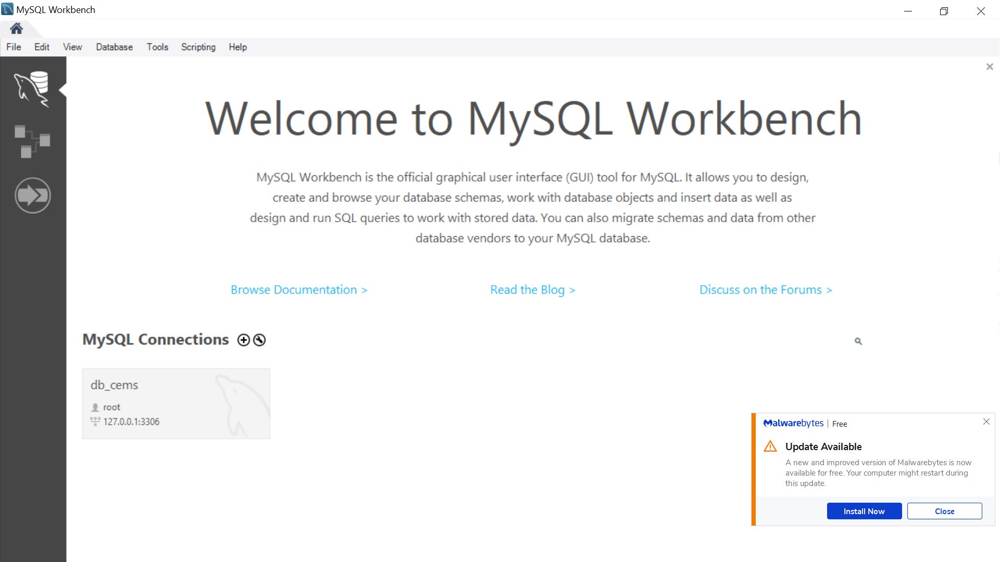 MySQL Workbench
File Edit View Database Tools Scripting Help
Welcome to MySQL Workbench
MySQL Workbench is the official graphical user interface (GUI) tool for MySQL. It allows you to design,
create and browse your database schemas, work with database objects and insert data as well as
design and run SQL queries to work with stored data. You can also migrate schemas and data from other
database vendors to your MySQL database.
Browse Documentation > Read the Blog > Discuss on the Forums >
MySQL Connections
db_cems
root
127.0.0.1:3306
Malwarebytes | Free
Update Available
A new and improved version of Malwarebytes is now
available for free. Your computer might restart during
this update.
Install Now Close